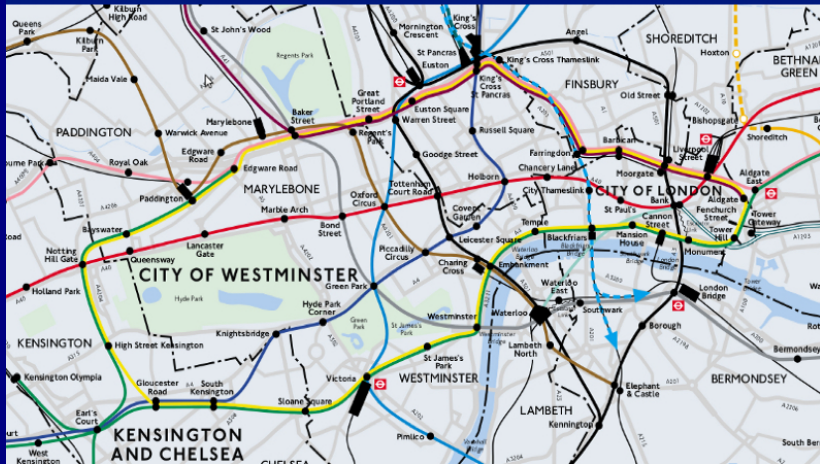 Queens
Park
Kilburn
High Road
Kilburn
Park
St John's Wood
Regents Park
Mornington
Crescent
King's
Cross
St Pancras
Euston
Angel
King's Cross Thameslink
King's
Cross
St Pancras
SHOREDITCH
Hoxton
BETHNA
GREEN
FINSBURY
Old Street
Bishopsgate
Shoreditch
Maida Vale
Warwick Avenue
PADDINGTON
Marylebone
Baker
Street
Great
Portland
Street
Regent's
Park
Euston Square
Warren Street
Russell Square
Goodge Street
Farringdon
Barbican
Moorgate
Liverpool
Street
Aldgate
East
Royal Oak
Edgware
Road
Edgware Road
Paddington
MARYLEBONE
Marble Arch
Bond
Street
Oxford
Circus
Tottenham
Court Road
Holborn
Chancery Lane
City Thameslink
CITY OF LONDON
St Paul's
Bank
Aldgate
Fenchurch
Street
Tower
Gateway
Tower
Hill
Bayswater
Notting
Hill Gate
Queensway
Lancaster
Gate
Covent
Garden
Leicester Square
Piccadilly
Circus
Charing
Cross
Embankment
Temple
Blackfriars
Mansion
House
Cannon
Street
Monument
CITY OF WESTMINSTER
Holland Park
Hyde Park
Hyde Park
Corner
Green Park
Green
Park
St James's
Park
Westminster
Westminster
Bridge
Waterloo
Waterloo
East
Southwark
London
Bridge
Borough
Knightsbridge
KENSINGTON
High Street Kensington
Kensington Olympia
Gloucester
Road
South
Kensington
Sloane Square
Victoria
St James's
Park
WESTMINSTER
Lambeth
North
Elephant
& Castle
BERMONDSEY
Bermondsey
Earl's
Court
West
Kensington
KENSINGTON
AND CHELSEA
CHELSEA
Pimlico
LAMBETH
Kennington